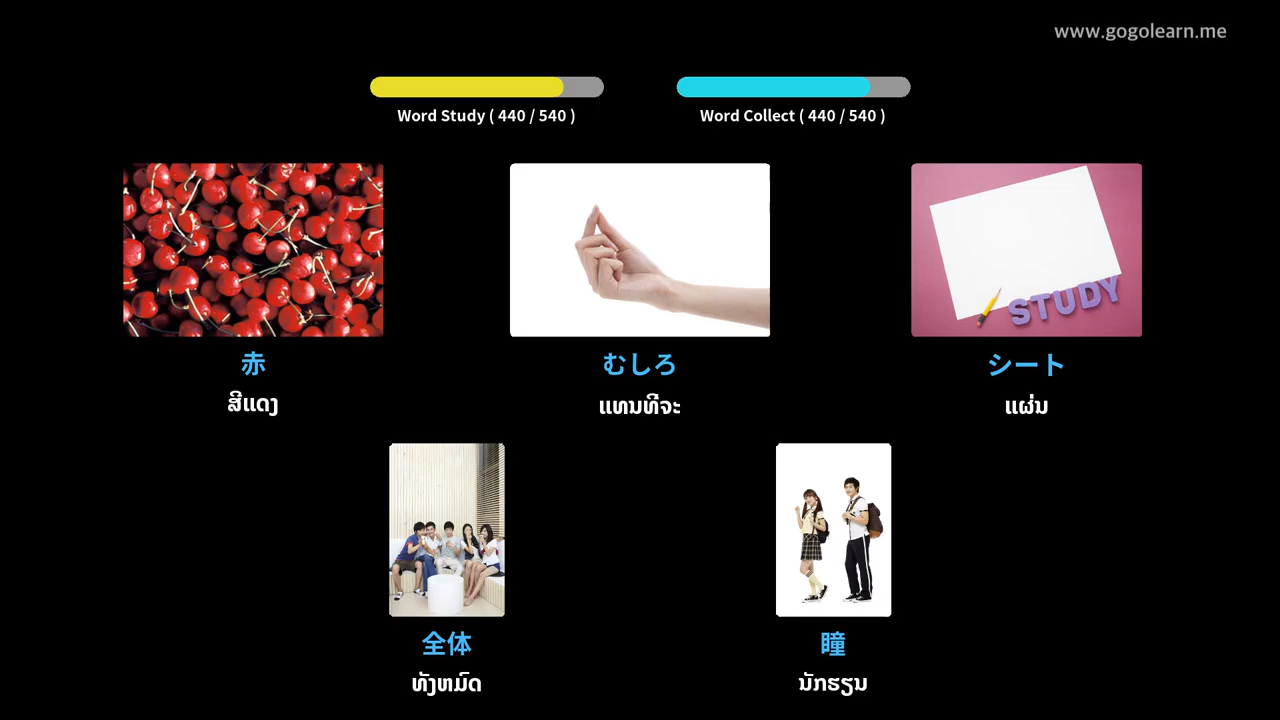 www.gogolearn.me
Word Study ( 440 / 540 )
Word Collect ( 440 / 540 )
STUDY
赤
ສີແດງ
むしろ
ແທນທີ່ຈະ
シート
ແຜ່ນ
全体
ທັງຫມົດ
瞳
ນັກຮຽນ